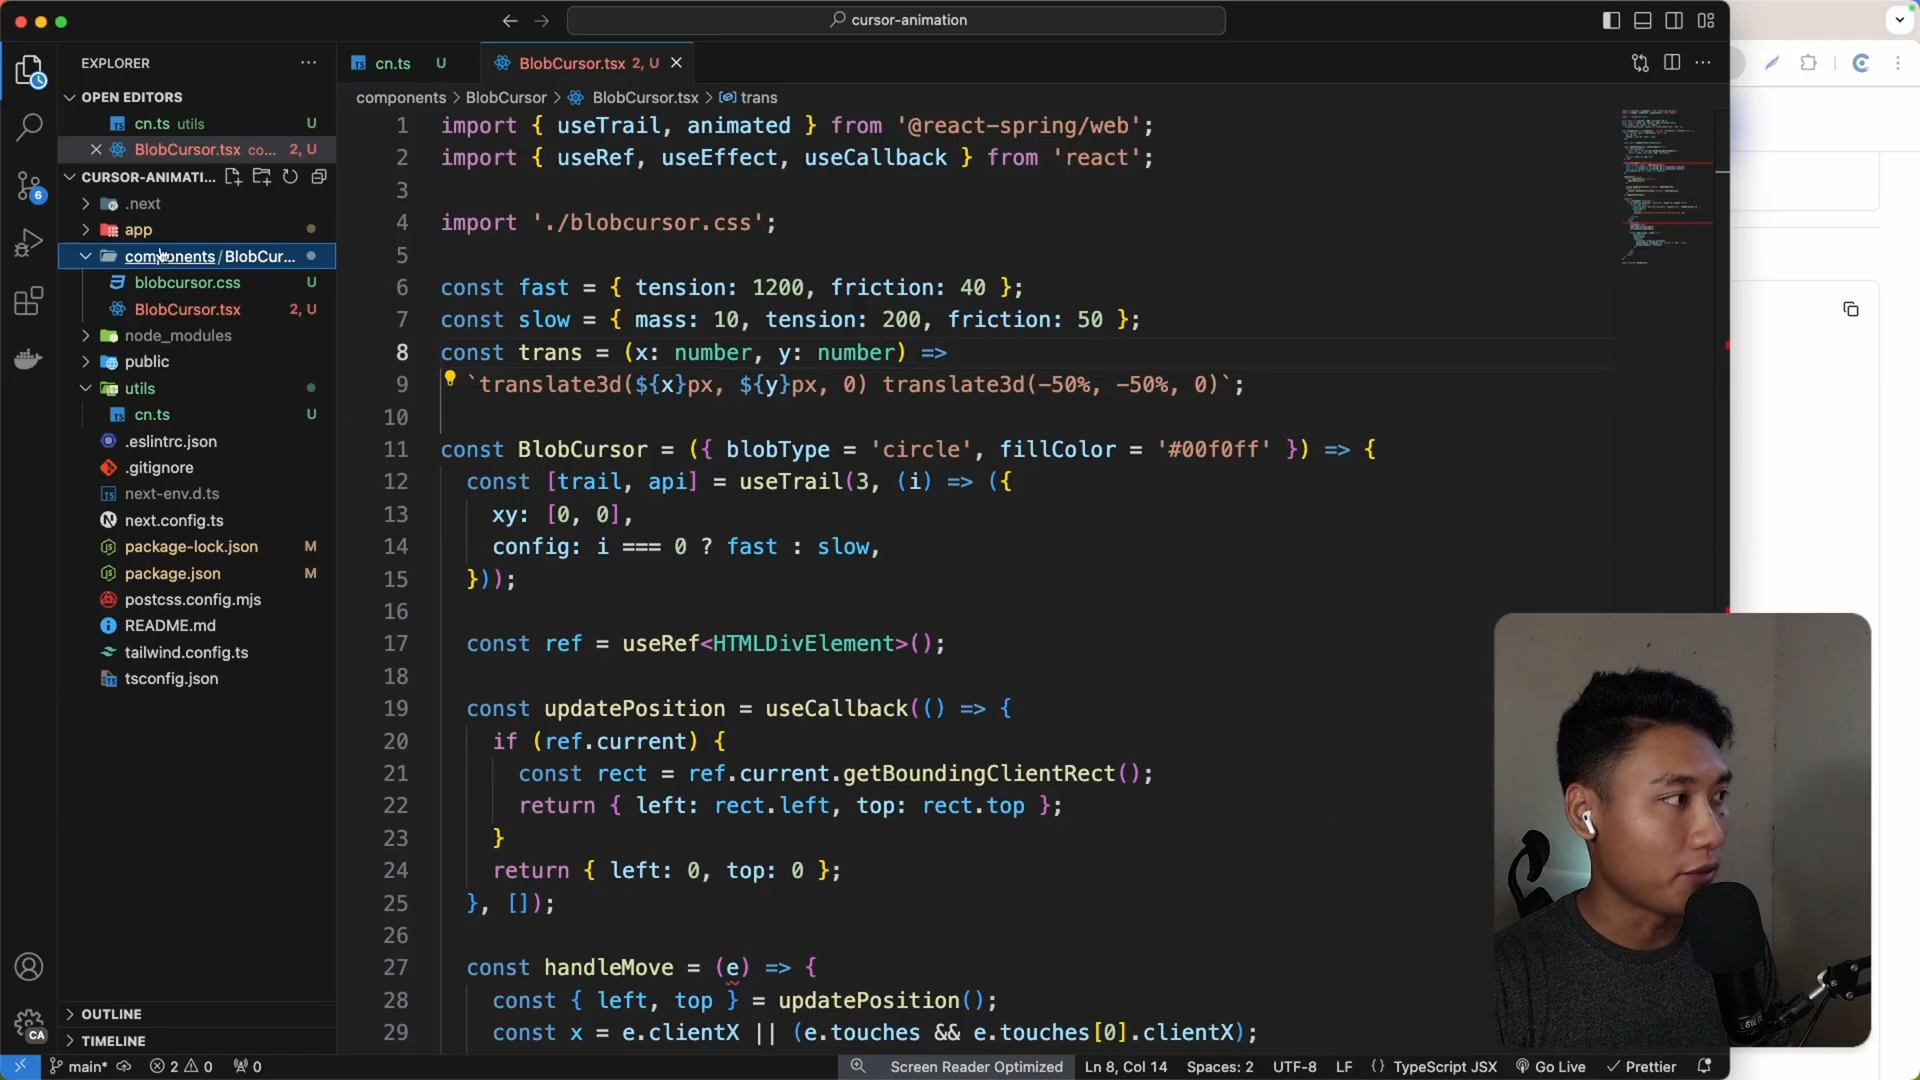 cursor-animation
EXPLORER
cn.ts U
BlobCursor.tsx 2, U
OPEN EDITORS
cn.ts utils U
BlobCursor.tsx co... 2, U
CURSOR-ANIMATI...
.next
app
components / BlobCur...
blobcursor.css U
BlobCursor.tsx 2, U
node_modules
public
utils
cn.ts U
.eslintrc.json
.gitignore
next-env.d.ts
next.config.ts
package-lock.json M
package.json M
postcss.config.mjs
README.md
tailwind.config.ts
tsconfig.json
OUTLINE
TIMELINE
6
CA
components > BlobCursor > BlobCursor.tsx > trans
1 import { useTrail, animated } from '@react-spring/web';
2 import { useRef, useEffect, useCallback } from 'react';
3
4 import './blobcursor.css';
5
6 const fast = { tension: 1200, friction: 40 };
7 const slow = { mass: 10, tension: 200, friction: 50 };
8 const trans = (x: number, y: number) =>
9 `translate3d(${x}px, ${y}px, 0) translate3d(-50%, -50%, 0)`;
10
11 const BlobCursor = ({ blobType = 'circle', fillColor = '#00f0ff' }) => {
12 const [trail, api] = useTrail(3, (i) => ({
13 xy: [0, 0],
14 config: i === 0 ? fast : slow,
15 }));
16
17 const ref = useRef<HTMLDivElement>();
18
19 const updatePosition = useCallback(() => {
20 if (ref.current) {
21 const rect = ref.current.getBoundingClientRect();
22 return { left: rect.left, top: rect.top };
23 }
24 return { left: 0, top: 0 };
25 }, []);
26
27 const handleMove = (e) => {
28 const { left, top } = updatePosition();
29 const x = e.clientX || (e.touches && e.touches[0].clientX);
main* 2 0 0 Screen Reader Optimized Ln 8, Col 14 Spaces: 2 UTF-8 LF {} TypeScript JSX Go Live Prettier